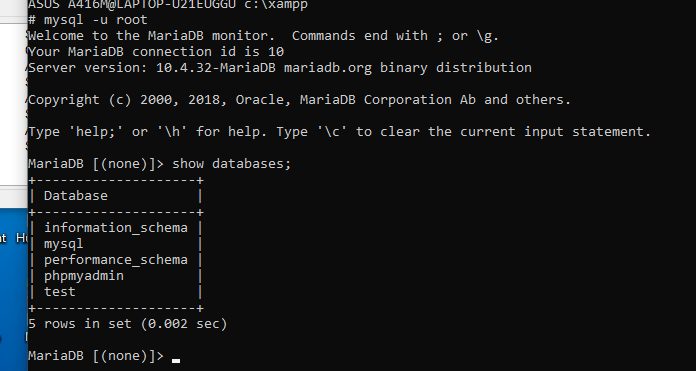 ASUS A416M@LAPTOP-U21EUGGU c:\xampp
# mysql -u root
Welcome to the MariaDB monitor.  Commands end with ; or \g.
Your MariaDB connection id is 10
Server version: 10.4.32-MariaDB mariadb.org binary distribution

Copyright (c) 2000, 2018, Oracle, MariaDB Corporation Ab and others.

Type 'help;' or '\h' for help. Type '\c' to clear the current input statement.

MariaDB [(none)]> show databases;
+--------------------+
| Database           |
+--------------------+
| information_schema |
| mysql              |
| performance_schema |
| phpmyadmin         |
| test               |
+--------------------+
5 rows in set (0.002 sec)

MariaDB [(none)]> _